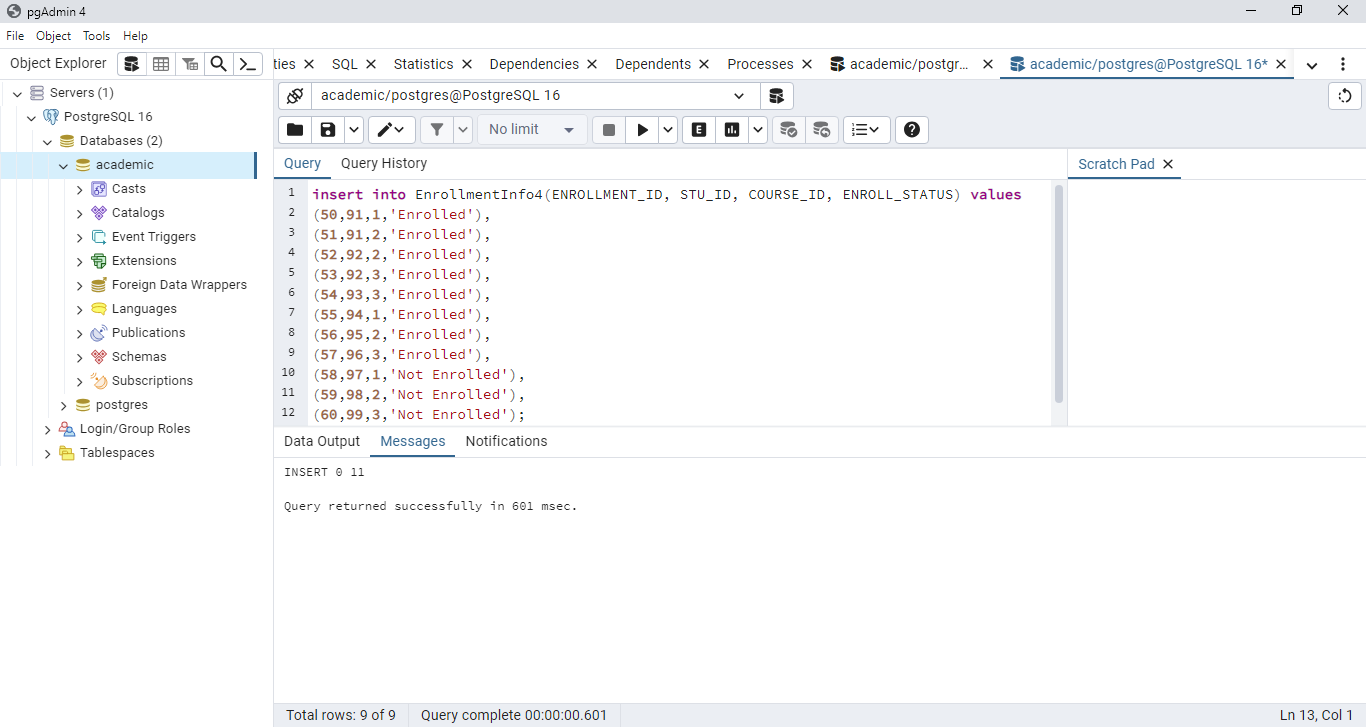 pgAdmin 4
File Object Tools Help
Object Explorer
ties SQL Statistics Dependencies Dependents Processes academic/postgr... academic/postgres@PostgreSQL 16*
Servers (1)
PostgreSQL 16
Databases (2)
academic
Casts
Catalogs
Event Triggers
Extensions
Foreign Data Wrappers
Languages
Publications
Schemas
Subscriptions
postgres
Login/Group Roles
Tablespaces
academic/postgres@PostgreSQL 16
No limit
E
Query Query History
Scratch Pad
1 insert into EnrollmentInfo4(ENROLLMENT_ID, STU_ID, COURSE_ID, ENROLL_STATUS) values
2 (50,91,1,'Enrolled'),
3 (51,91,2,'Enrolled'),
4 (52,92,2,'Enrolled'),
5 (53,92,3,'Enrolled'),
6 (54,93,3,'Enrolled'),
7 (55,94,1,'Enrolled'),
8 (56,95,2,'Enrolled'),
9 (57,96,3,'Enrolled'),
10 (58,97,1,'Not Enrolled'),
11 (59,98,2,'Not Enrolled'),
12 (60,99,3,'Not Enrolled');
Data Output Messages Notifications
INSERT 0 11
Query returned successfully in 601 msec.
Total rows: 9 of 9 Query complete 00:00:00.601 Ln 13, Col 1